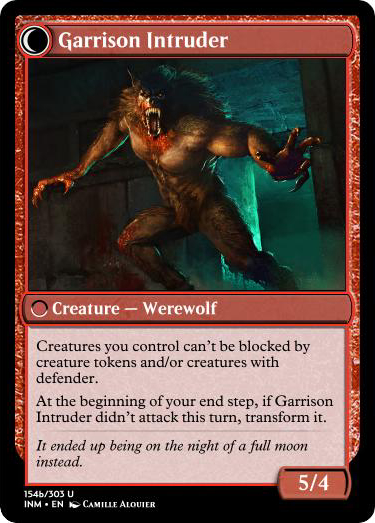 Garrison Intruder
Creature — Werewolf
Creatures you control can't be blocked by
creature tokens and/or creatures with
defender.
At the beginning of your end step, if Garrison
Intruder didn't attack this turn, transform it.
It ended up being on the night of a full moon
instead.
5/4
154b/303 U
INM • EN Camille Alquier